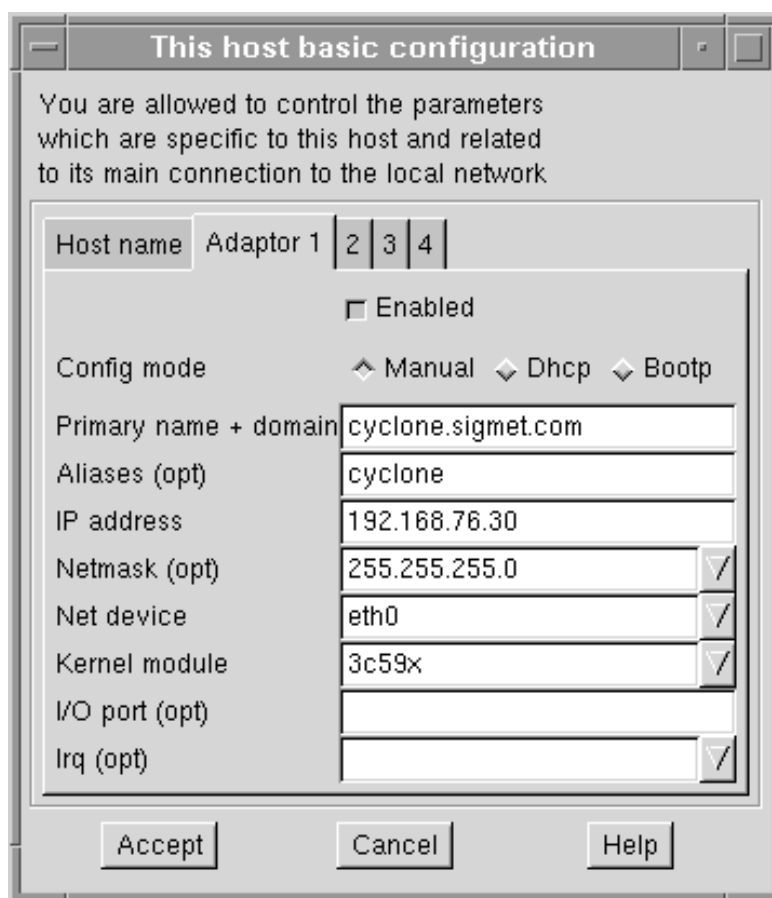 This host basic configuration
You are allowed to control the parameters
which are specific to this host and related
to its main connection to the local network
Host name Adaptor 1 2 3 4
Enabled
Config mode Manual Dhcp Bootp
Primary name + domain cyclone.sigmet.com
Aliases (opt) cyclone
IP address 192.168.76.30
Netmask (opt) 255.255.255.0
Net device eth0
Kernel module 3c59x
I/O port (opt)
Irq (opt)
Accept Cancel Help